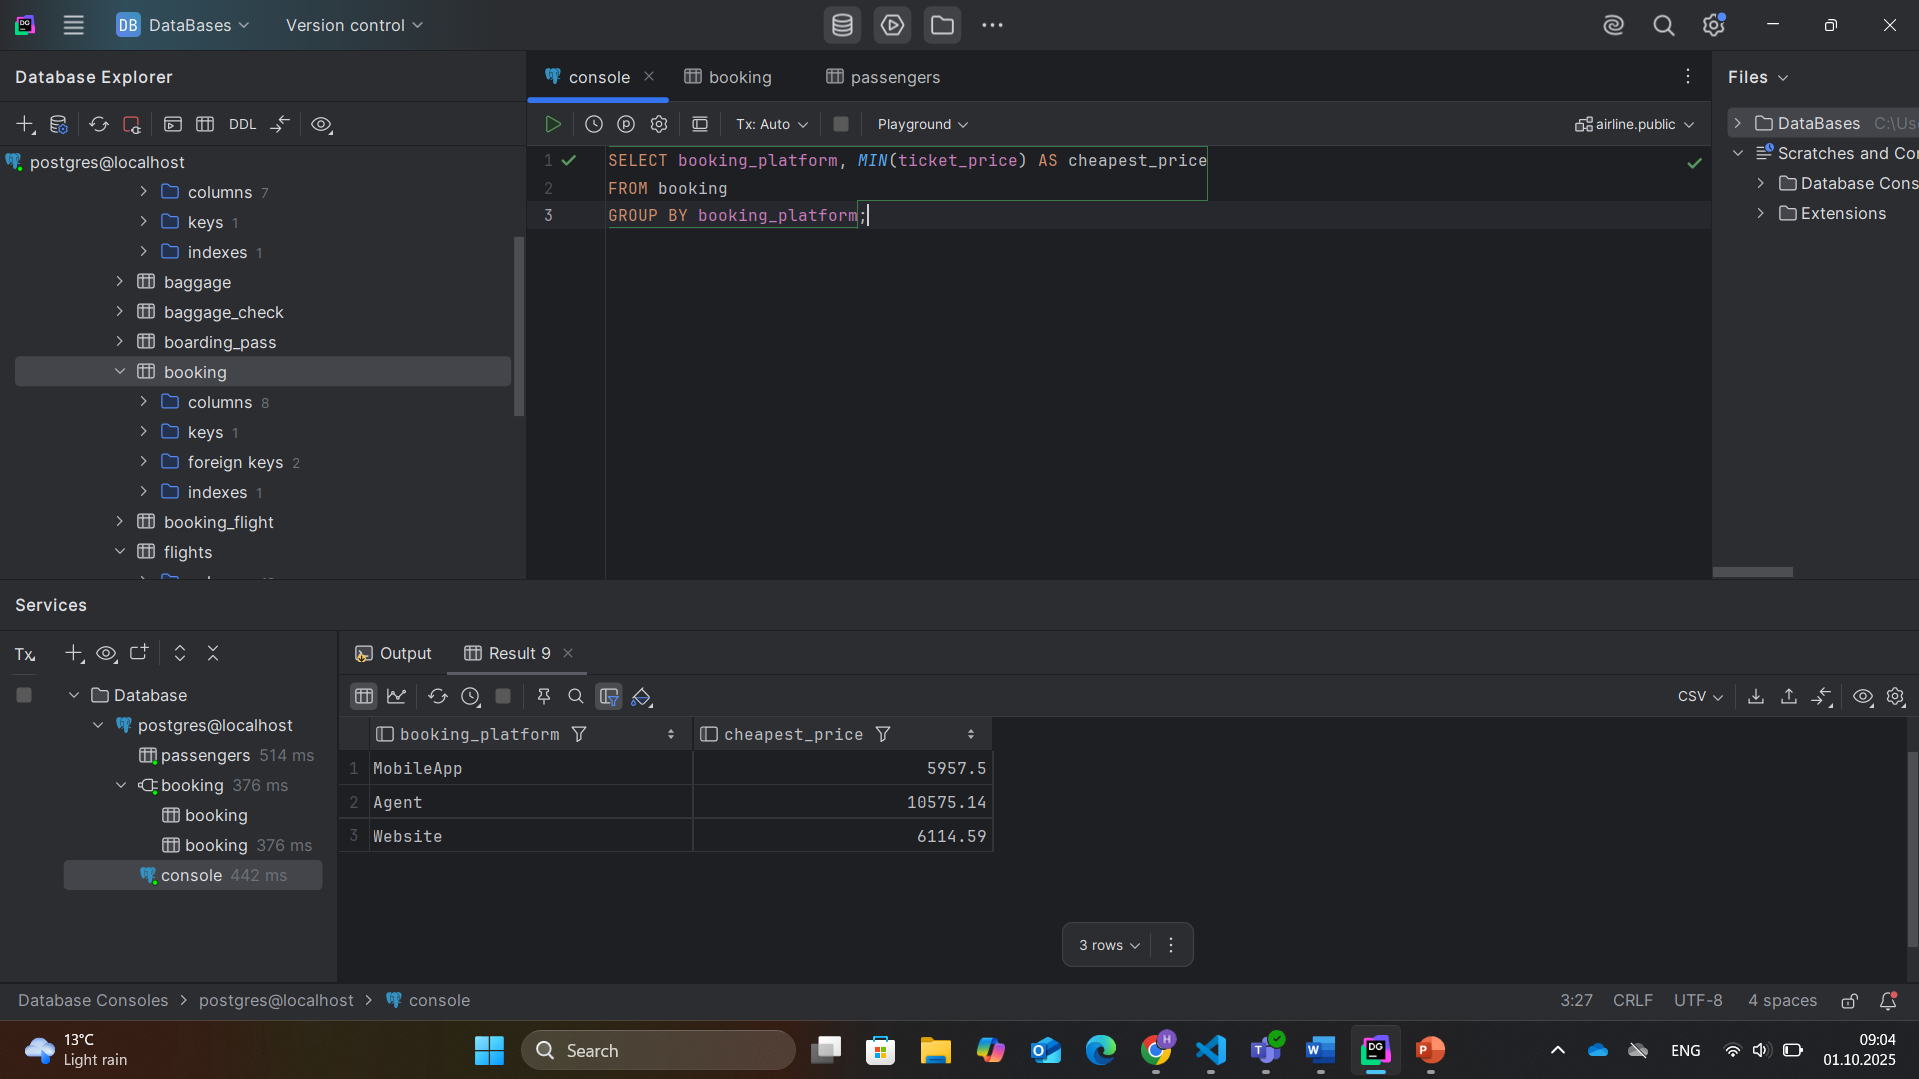 DB DataBases
Version control
Database Explorer
console
booking
passengers
Files
DDL
Tx: Auto
Playground
airline.public
postgres@localhost
columns 7
keys 1
indexes 1
baggage
baggage_check
boarding_pass
booking
columns 8
keys 1
foreign keys 2
indexes 1
booking_flight
flights
1 SELECT booking_platform, MIN(ticket_price) AS cheapest_price
2 FROM booking
3 GROUP BY booking_platform;
DataBases C:\Us
Scratches and Co
Database Cons
Extensions
Services
Tx
Database
postgres@localhost
passengers 514 ms
booking 376 ms
booking
booking 376 ms
console 442 ms
Output
Result 9
CSV
booking_platform cheapest_price
1 MobileApp 5957.5
2 Agent 10575.14
3 Website 6114.59
3 rows
Database Consoles > postgres@localhost > console
3:27 CRLF UTF-8 4 spaces
13°C
Light rain
Search
ENG
09:04
01.10.2025